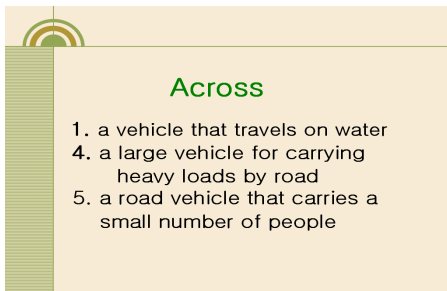 Across
1. a vehicle that travels on water
4. a large vehicle for carrying
heavy loads by road
5. a road vehicle that carries a
small number of people